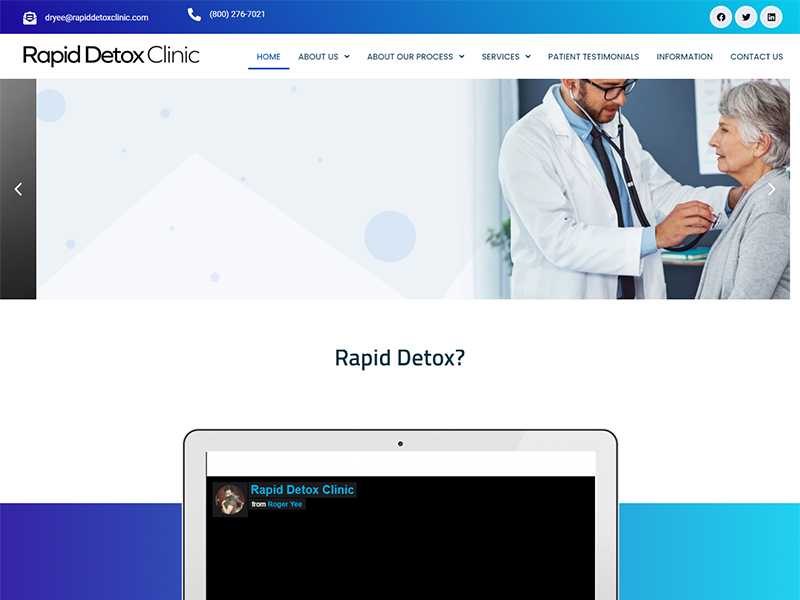 dryee@rapiddetoxclinic.com
(800) 276-7021
Rapid Detox Clinic
HOME
ABOUT US
ABOUT OUR PROCESS
SERVICES
PATIENT TESTIMONIALS
INFORMATION
CONTACT US
Rapid Detox?
Rapid Detox Clinic
from Roger Yee